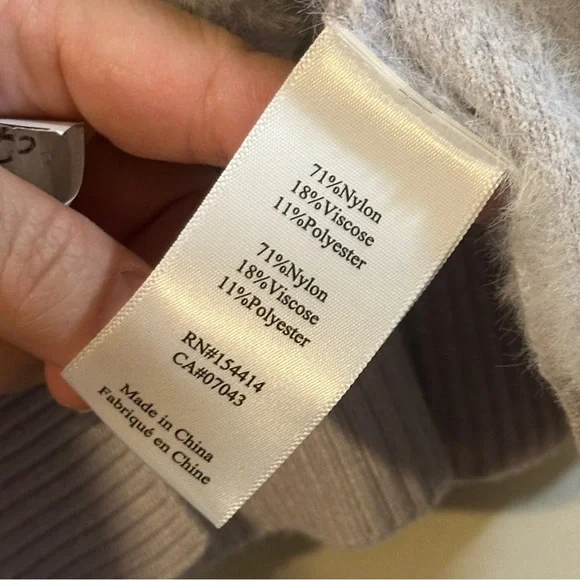 71%Nylon
18%Viscose
11%Polyester
71%Nylon
18%Viscose
11%Polyester
RN#154414
CA#07043
Made in China
Fabriqué en Chine